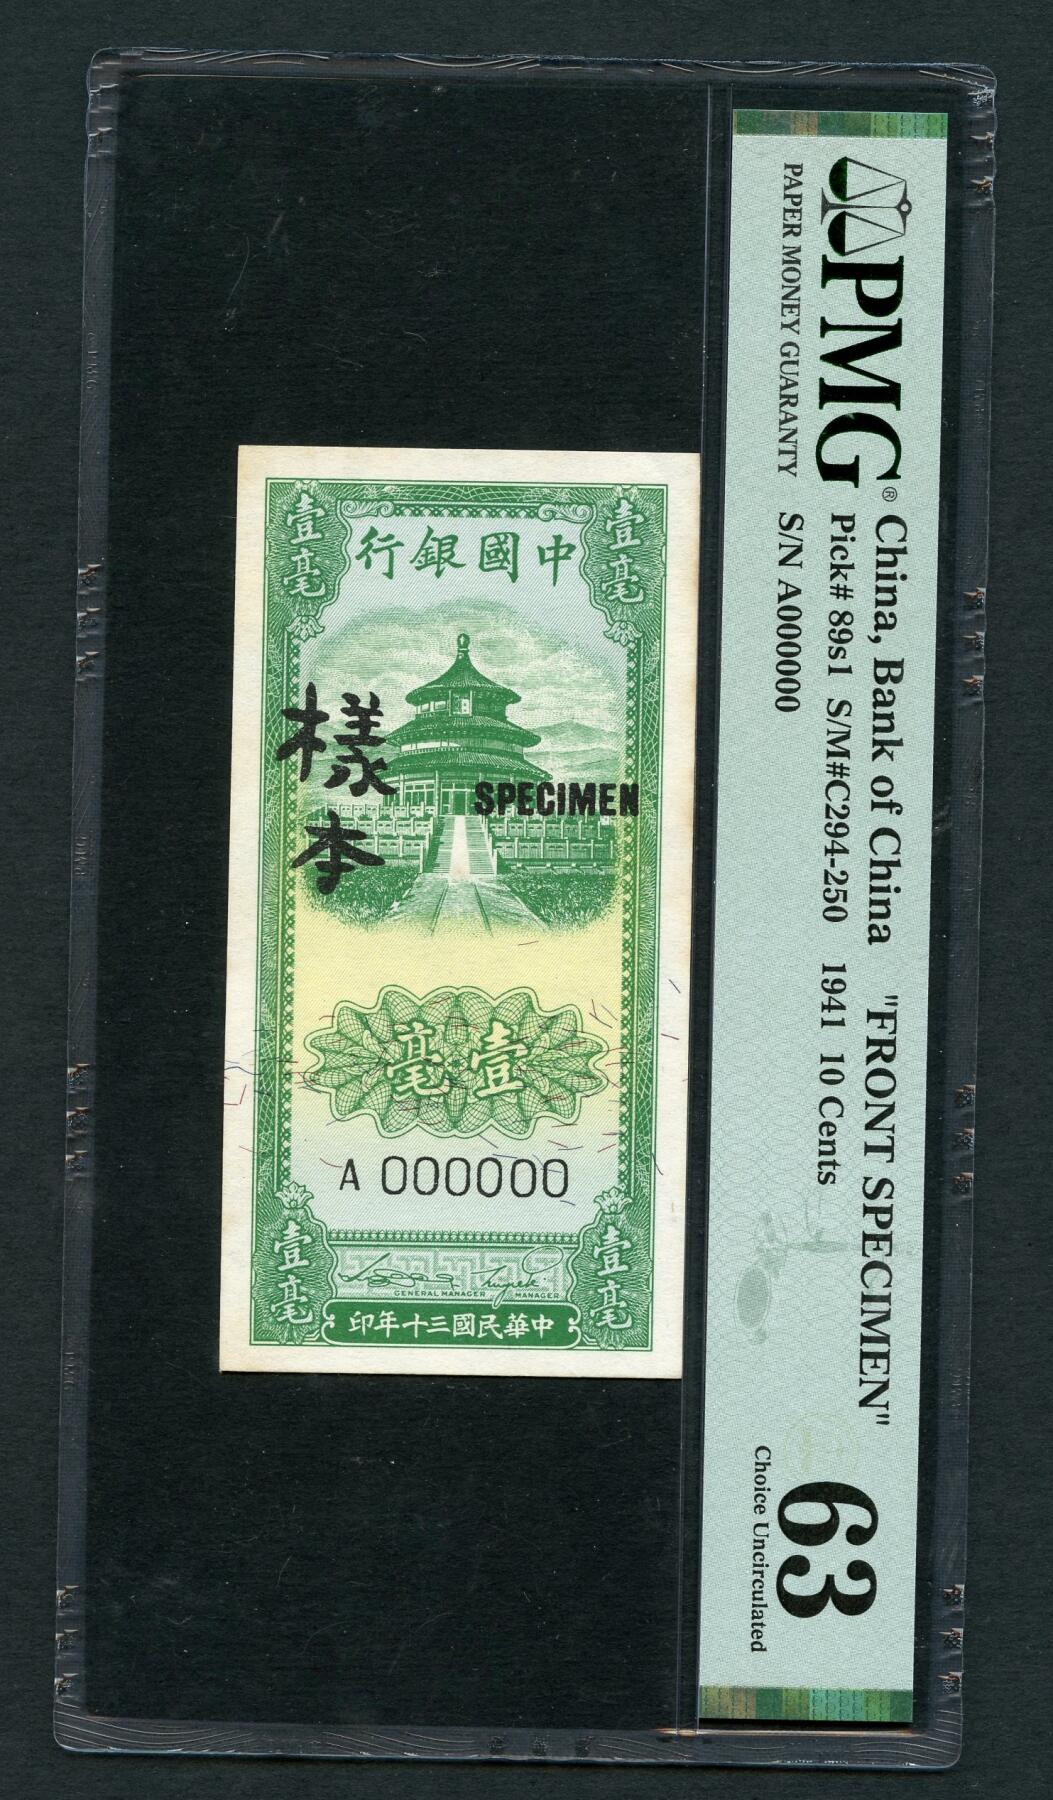 中國銀行
壹毫
壹毫
樣本
SPECIMEN
壹毫
A 000000
壹毫
壹毫
GENERAL MANAGER
MANAGER
中華民國三十年印
PMG®
PAPER MONEY GUARANTY
China, Bank of China "FRONT SPECIMEN"
Pick# 89s1 S/M#C294-250 1941 10 Cents
S/N A000000
63
Choice Uncirculated